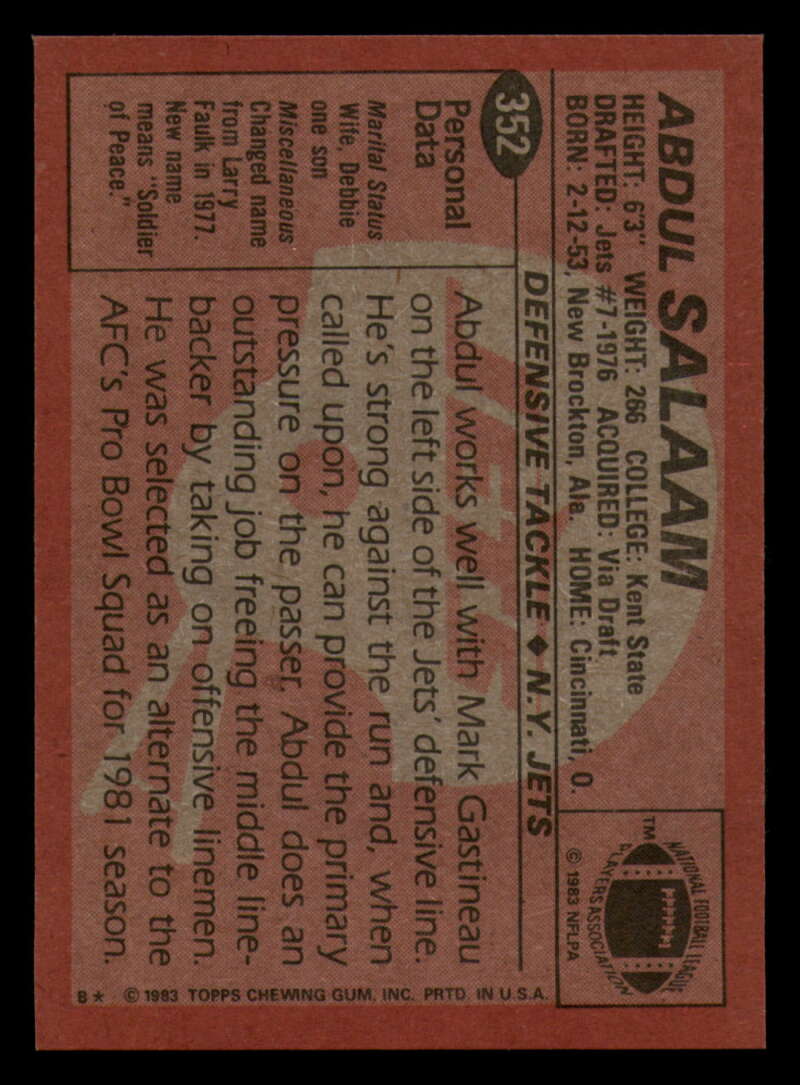 352
ABDUL SALAAM
HEIGHT: 6'3" WEIGHT: 266 COLLEGE: Kent State
DRAFTED: Jets #7-1976 ACQUIRED: Via Draft
BORN: 2-12-53, New Brockton, Ala. HOME: Cincinnati, O.
DEFENSIVE TACKLE ♦ N.Y. JETS
NATIONAL FOOTBALL LEAGUE
PLAYERS ASSOCIATION
TM
© 1983 NFLPA
Personal
Data
Marital Status
Wife, Debbie
one son
Miscellaneous
Changed name
from Larry
Faulk in 1977.
New name
means "Soldier
of Peace."
Abdul works well with Mark Gastineau
on the left side of the Jets' defensive line.
He's strong against the run and, when
called upon, he can provide the primary
pressure on the passer. Abdul does an
outstanding job freeing the middle line-
backer by taking on offensive linemen.
He was selected as an alternate to the
AFC's Pro Bowl Squad for 1981 season.
JETS
B* © 1983 TOPPS CHEWING GUM, INC. PRTD IN U.S.A.